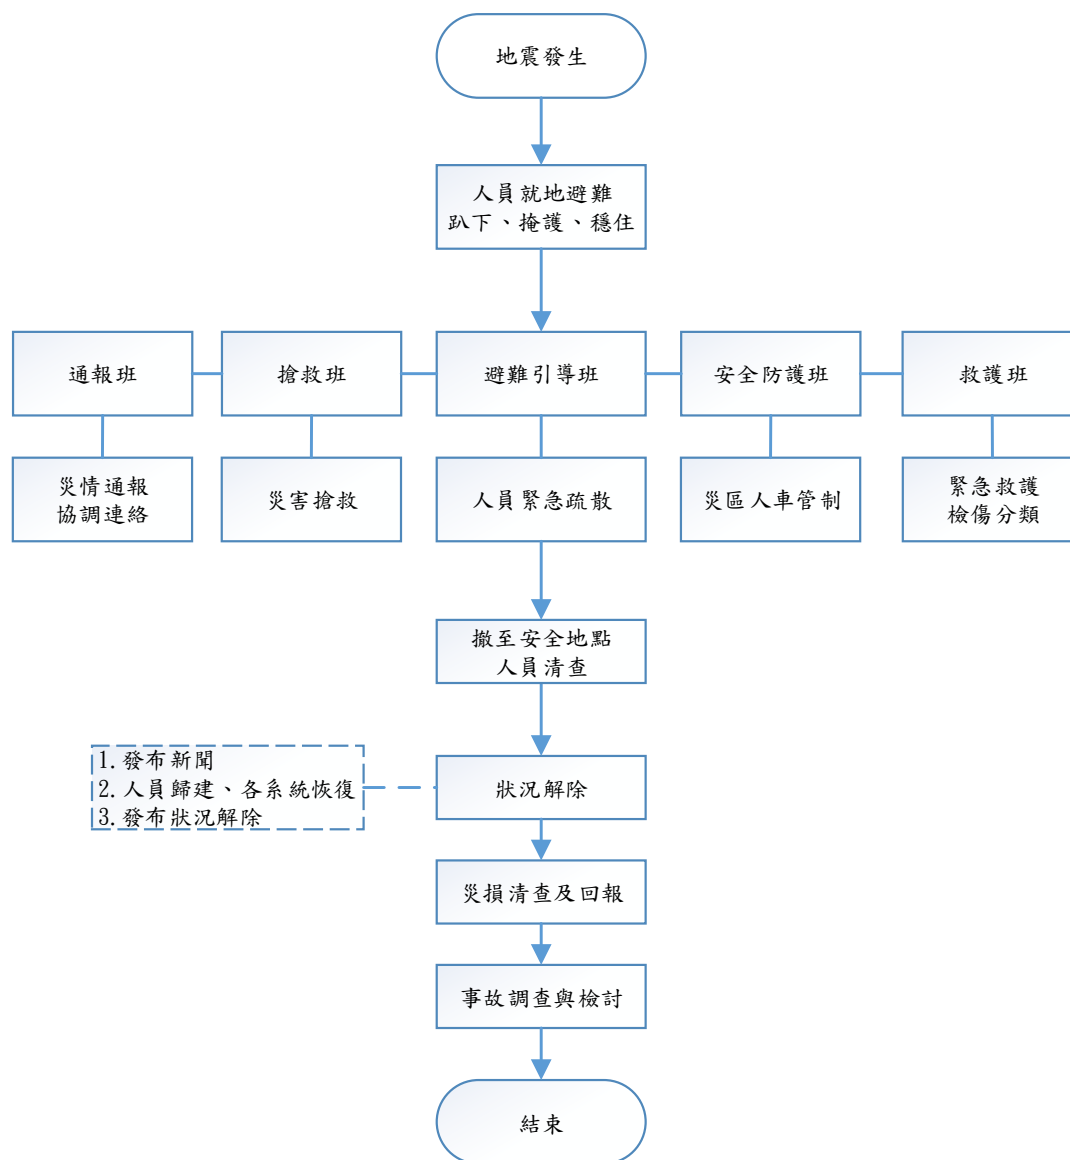 地震發生
人員就地避難
趴下、掩護、穩住
通報班
搶救班
避難引導班
安全防護班
救護班
災情通報
協調連絡
災害搶救
人員緊急疏散
災區人車管制
緊急救護
檢傷分類
撤至安全地點
人員清查
1.發布新聞
2.人員歸建、各系統恢復
3.發布狀況解除
狀況解除
災損清查及回報
事故調查與檢討
結束